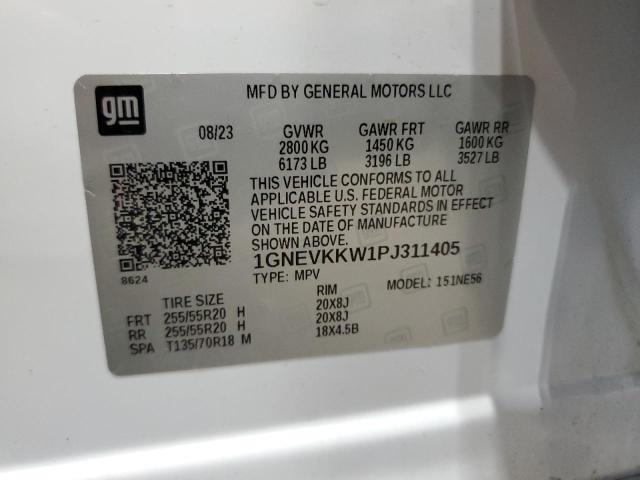 gm
MFD BY GENERAL MOTORS LLC
08/23 GVWR GAWR FRT GAWR RR
2800 KG 1450 KG 1600 KG
6173 LB 3196 LB 3527 LB
THIS VEHICLE CONFORMS TO ALL
APPLICABLE U.S. FEDERAL MOTOR
VEHICLE SAFETY STANDARDS IN EFFECT
ON THE DATE OF MANUFACTURE
SHOWN ABOVE.
1GNEVKKW1PJ311405
8624 TYPE: MPV MODEL: 151NE56
TIRE SIZE RIM
FRT 255/55R20 H 20X8J
RR 255/55R20 H 20X8J
SPA T135/70R18 M 18X4.5B